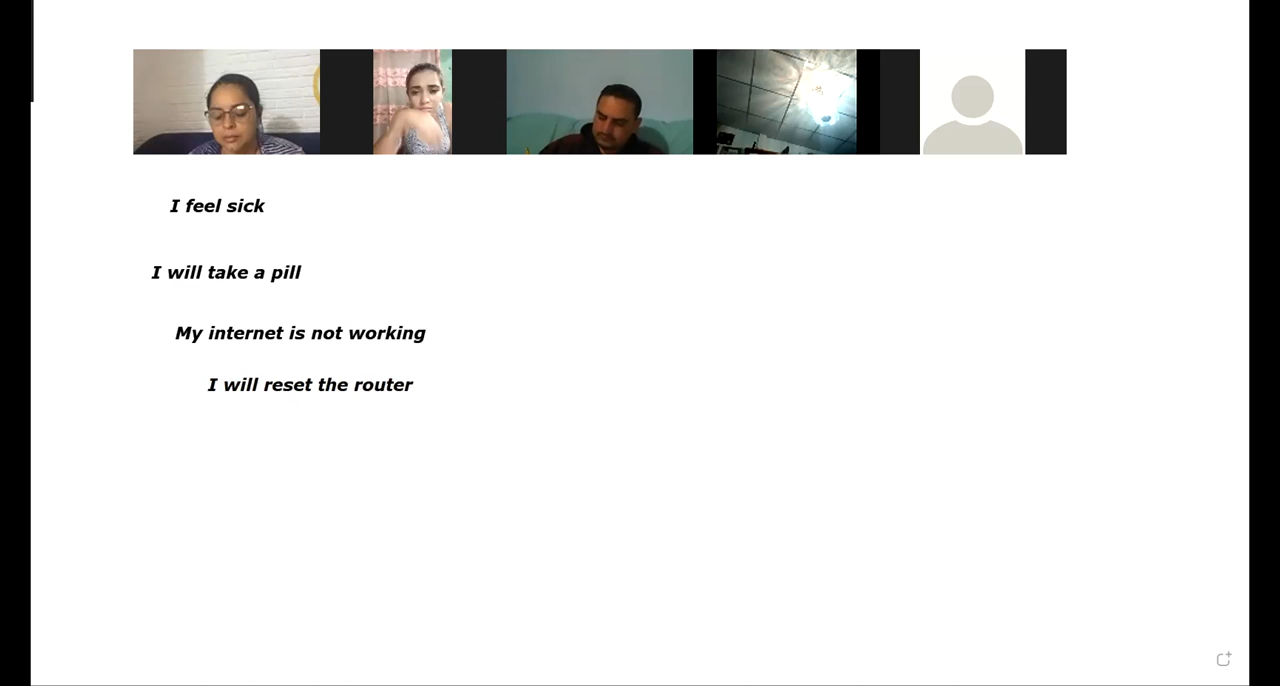 I feel sick
I will take a pill
My internet is not working
I will reset the router